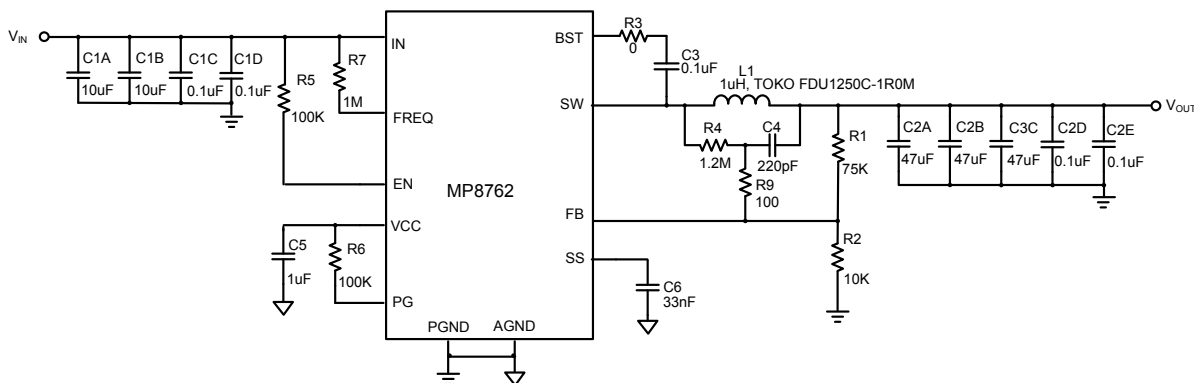 VIN
C1A
10uF
C1B
10uF
C1C
0.1uF
C1D
0.1uF
R5
100K
R7
1M
IN
FREQ
EN
VCC
PG
PGND
AGND
MP8762
BST
SW
FB
SS
C5
1uF
R6
100K
R3
0
C3
0.1uF
L1
1uH, TOKO FDU1250C-1R0M
R4
1.2M
C4
220pF
R9
100
R1
75K
R2
10K
C6
33nF
C2A
47uF
C2B
47uF
C3C
47uF
C2D
0.1uF
C2E
0.1uF
VOUT